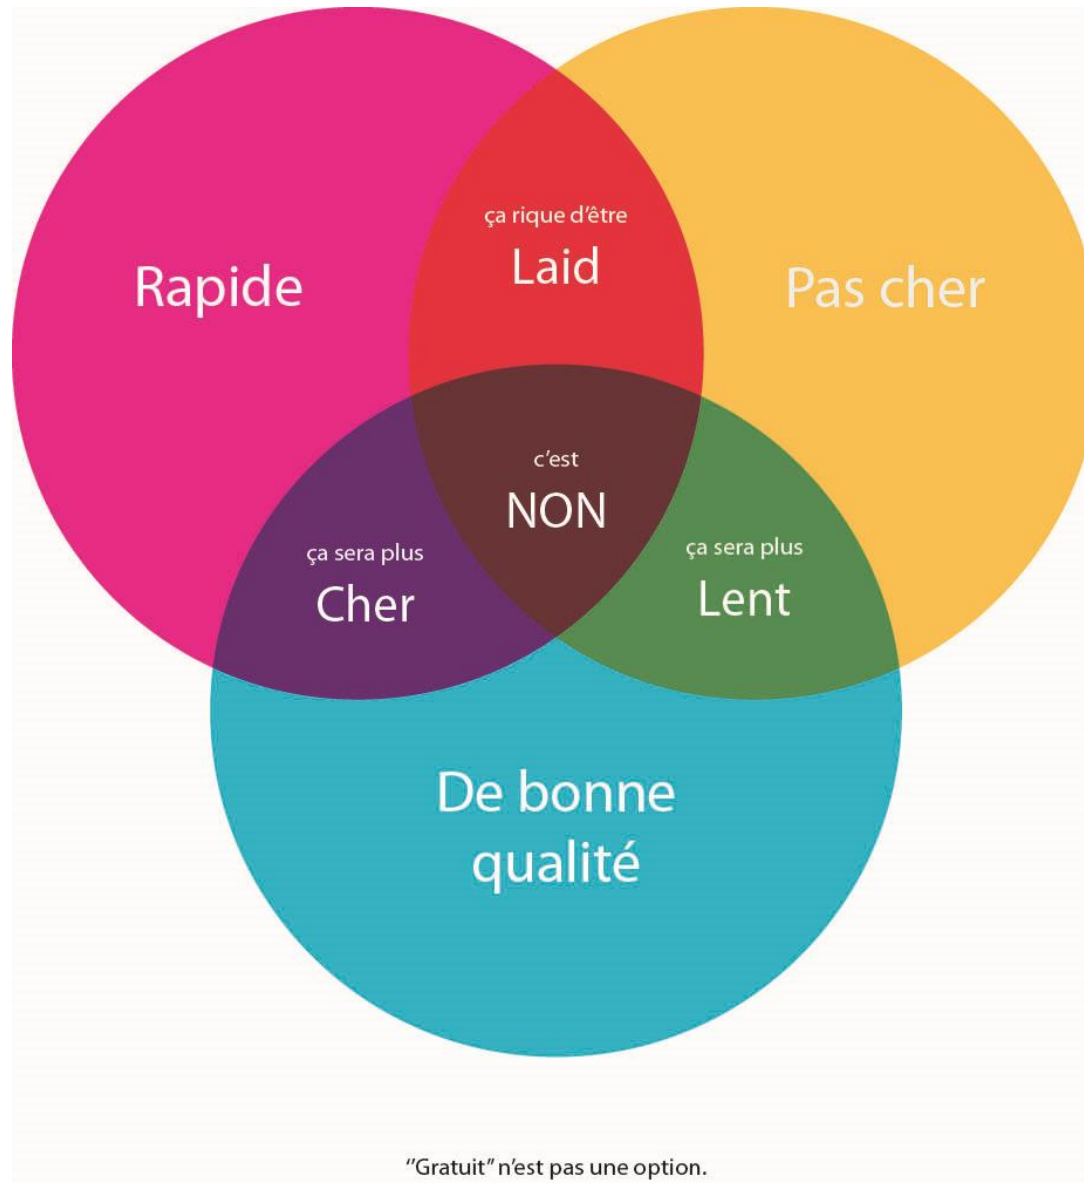 ça rique d'être
Laid
Rapide
Pas cher
c'est
NON
ça sera plus
Cher
ça sera plus
Lent
De bonne
qualité
‘‘Gratuit’’ n'est pas une option.